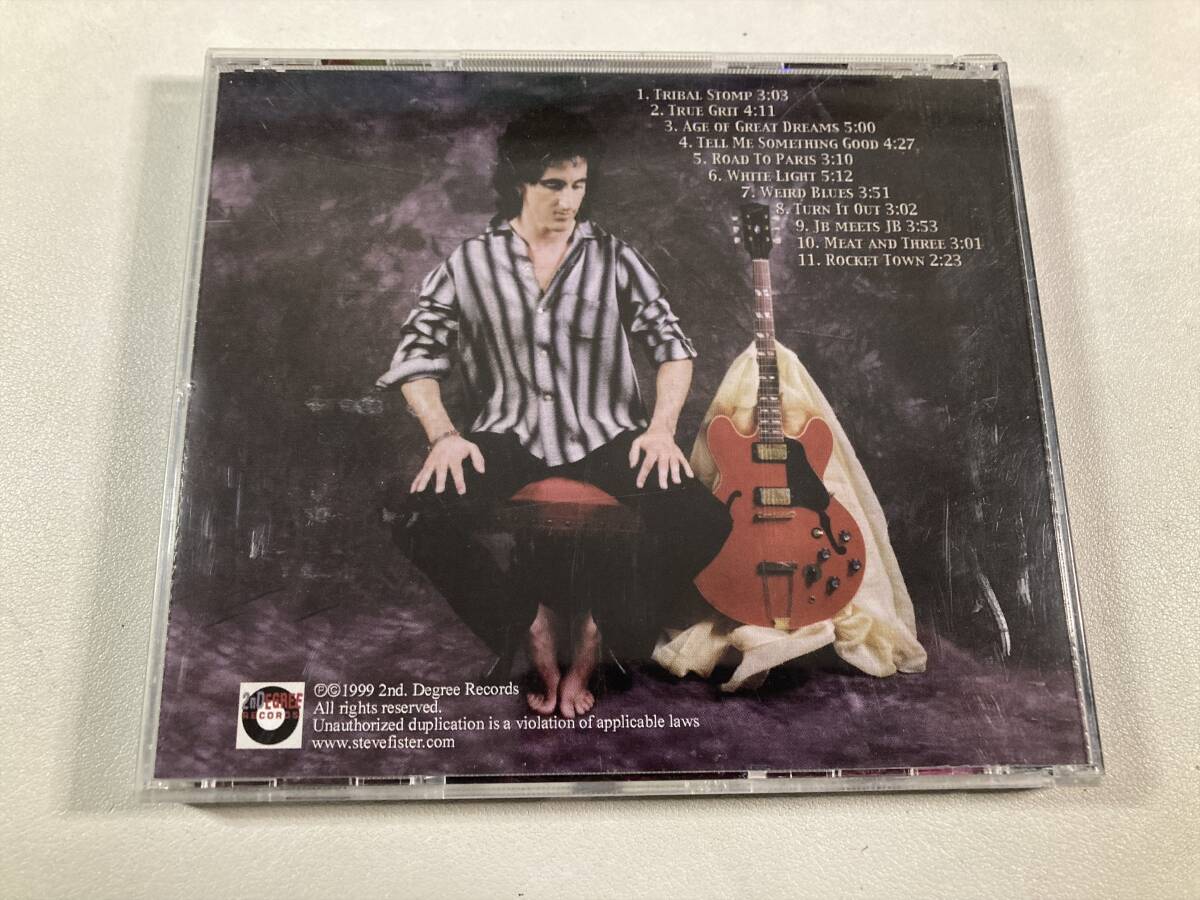 1. Tribal Stomp 3:03
2. True Grit 4:11
3. Age of Great Dreams 5:00
4. Tell Me Something Good 4:27
5. Road To Paris 3:10
6. White Light 5:12
7. Weird Blues 3:51
8. Turn It Out 3:02
9. JB meets JB 3:53
10. Meat and Three 3:01
11. Rocket Town 2:23
2nDEGREE
RECORDS
℗©1999 2nd. Degree Records
All rights reserved.
Unauthorized duplication is a violation of applicable laws
www.stevefister.com